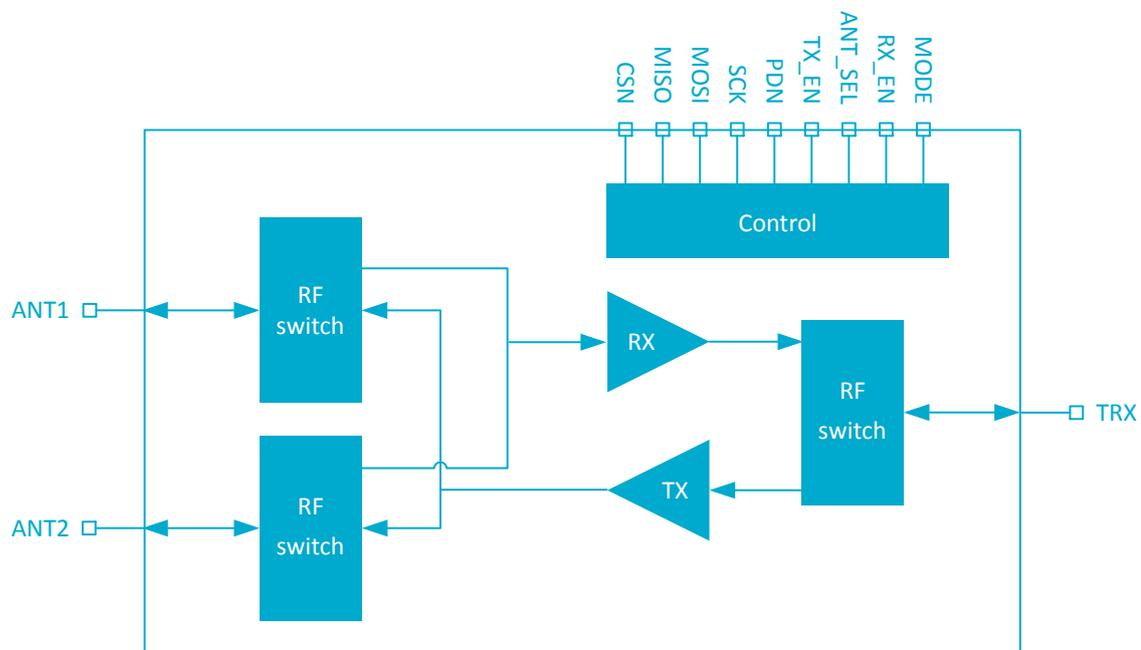 CSN
MISO
MOSI
SCK
PDN
TX_EN
ANT_SEL
RX_EN
MODE
Control
RF
switch
ANT1
RX
RF
switch
TRX
TX
RF
switch
ANT2